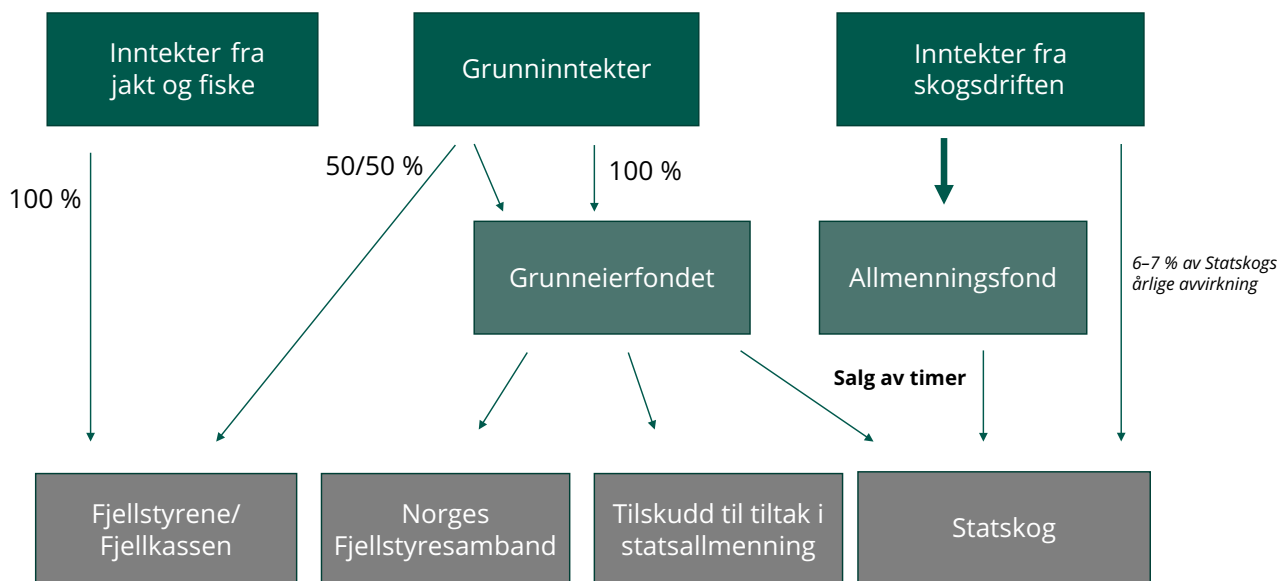 Inntekter fra
jakt og fiske
Grunninntekter
Inntekter fra
skogsdriften
100 %
50/50 %
100 %
Grunneierfondet
Allmenningsfond
6–7 % av Statskogs
årlige avvirkning
Salg av timer
Fjellstyrene/
Fjellkassen
Norges
Fjellstyresamband
Tilskudd til tiltak i
statsallmenning
Statskog